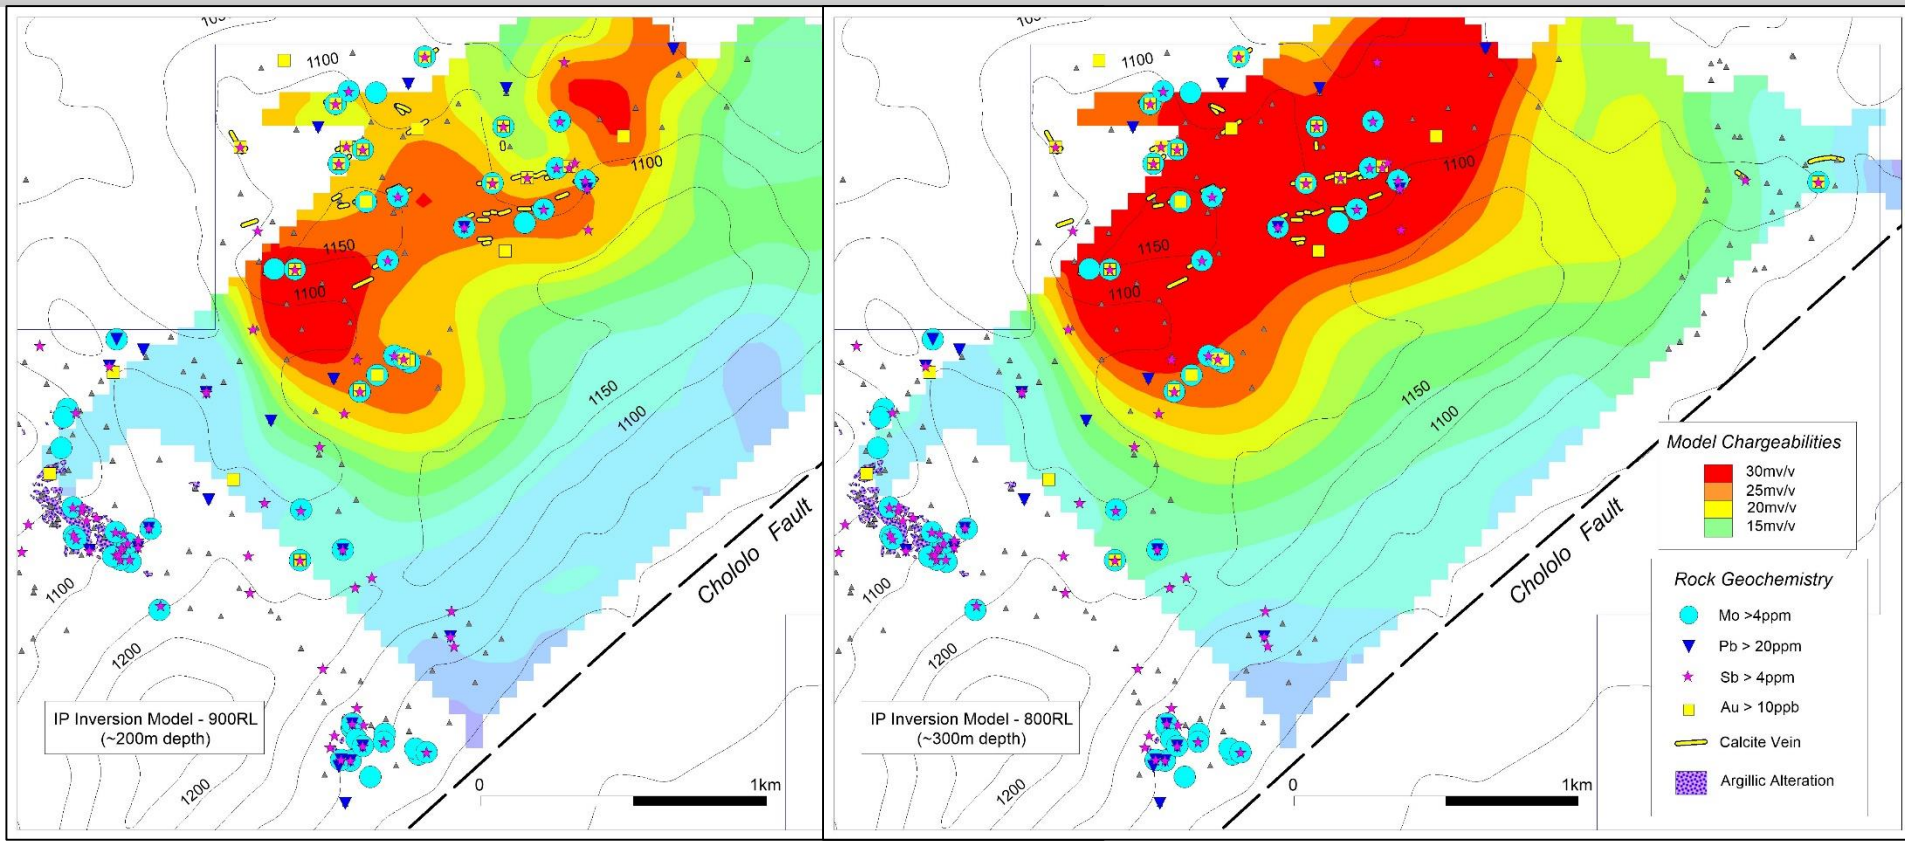 1100
1100
1150
1100
1150
1100
1100
1200
1200
Chololo Fault
IP Inversion Model - 900RL
(~200m depth)
0
1km
1100
1100
1150
1100
1150
1100
1100
1200
1200
Chololo Fault
IP Inversion Model - 800RL
(~300m depth)
0
1km
Model Chargeabilities
30mv/v
25mv/v
20mv/v
15mv/v
Rock Geochemistry
Mo >4ppm
Pb > 20ppm
Sb > 4ppm
Au > 10ppb
Calcite Vein
Argillic Alteration